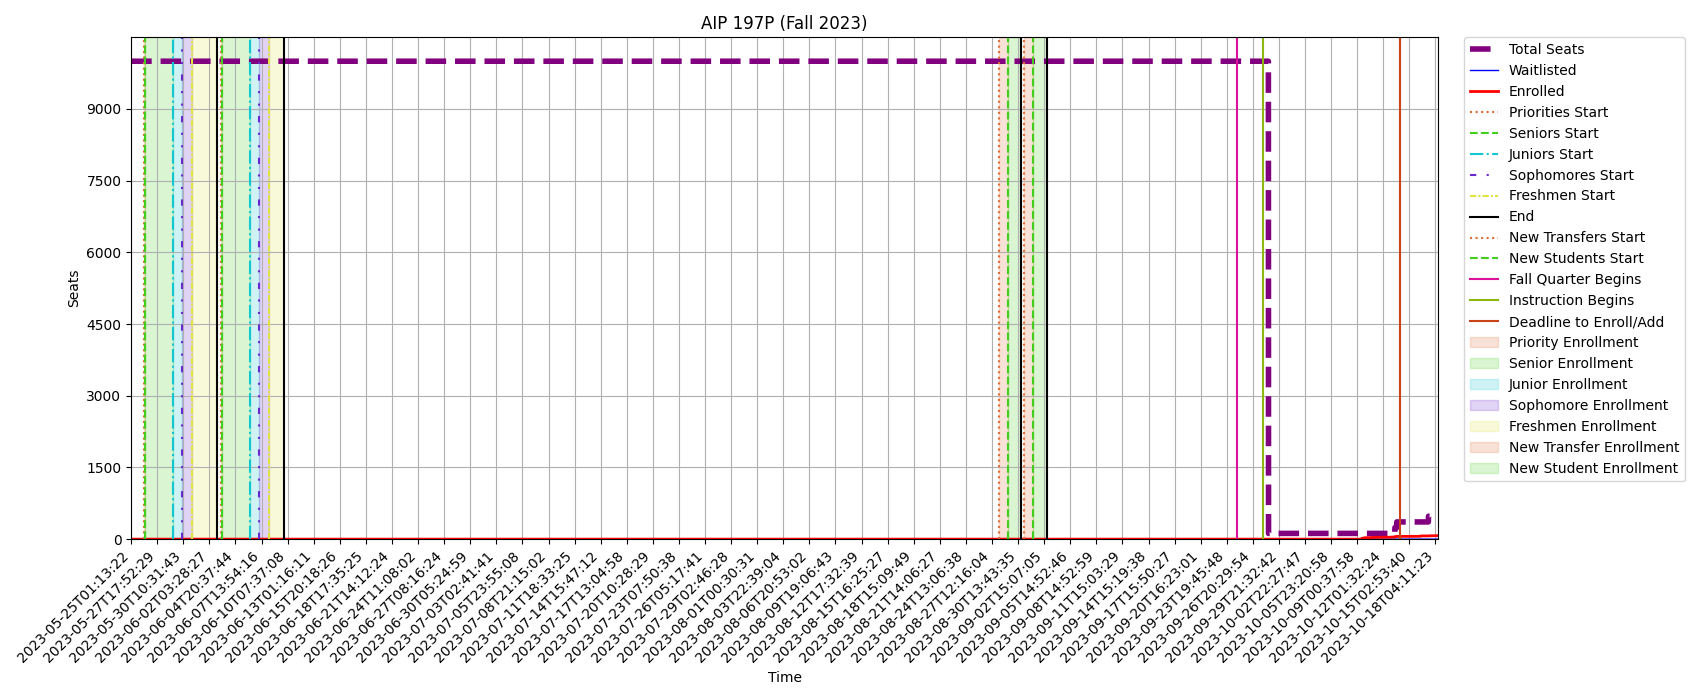 AIP 197P (Fall 2023)
Seats
9000
7500
6000
4500
3000
1500
0
2023-05-25T01:13:22
2023-05-27T17:52:29
2023-05-30T10:31:43
2023-06-02T03:28:27
2023-06-04T20:37:44
2023-06-07T13:54:16
2023-06-10T07:37:08
2023-06-13T01:16:11
2023-06-15T20:18:26
2023-06-18T17:35:25
2023-06-21T14:12:24
2023-06-24T11:08:02
2023-06-27T08:16:24
2023-06-30T05:24:59
2023-07-03T02:41:41
2023-07-05T23:55:08
2023-07-08T21:15:02
2023-07-11T18:33:25
2023-07-14T15:47:12
2023-07-17T13:04:58
2023-07-20T10:28:29
2023-07-23T07:50:38
2023-07-26T05:17:41
2023-07-29T02:46:28
2023-08-01T00:30:31
2023-08-03T22:39:04
2023-08-06T20:53:02
2023-08-09T19:06:43
2023-08-12T17:32:39
2023-08-15T16:25:27
2023-08-18T15:09:49
2023-08-21T14:06:27
2023-08-24T13:06:38
2023-08-27T12:16:04
2023-08-30T13:43:35
2023-09-02T15:07:05
2023-09-05T14:52:46
2023-09-08T14:52:59
2023-09-11T15:03:29
2023-09-14T15:19:38
2023-09-17T15:50:27
2023-09-20T16:23:01
2023-09-23T19:45:48
2023-09-26T20:29:54
2023-09-29T21:32:42
2023-10-02T22:27:47
2023-10-05T23:20:58
2023-10-09T00:37:58
2023-10-12T01:32:24
2023-10-15T02:53:40
2023-10-18T04:11:23
Time
Total Seats
Waitlisted
Enrolled
Priorities Start
Seniors Start
Juniors Start
Sophomores Start
Freshmen Start
End
New Transfers Start
New Students Start
Fall Quarter Begins
Instruction Begins
Deadline to Enroll/Add
Priority Enrollment
Senior Enrollment
Junior Enrollment
Sophomore Enrollment
Freshmen Enrollment
New Transfer Enrollment
New Student Enrollment